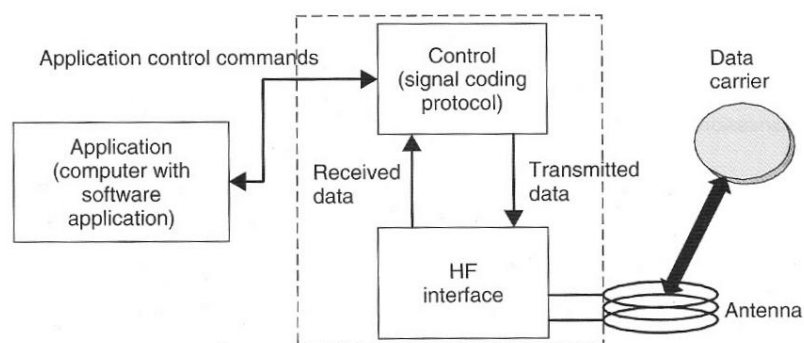 Application control commands
Control
(signal coding
protocol)
Data
carrier
Application
(computer with
software
application)
Received
data
Transmitted
data
HF
interface
Antenna